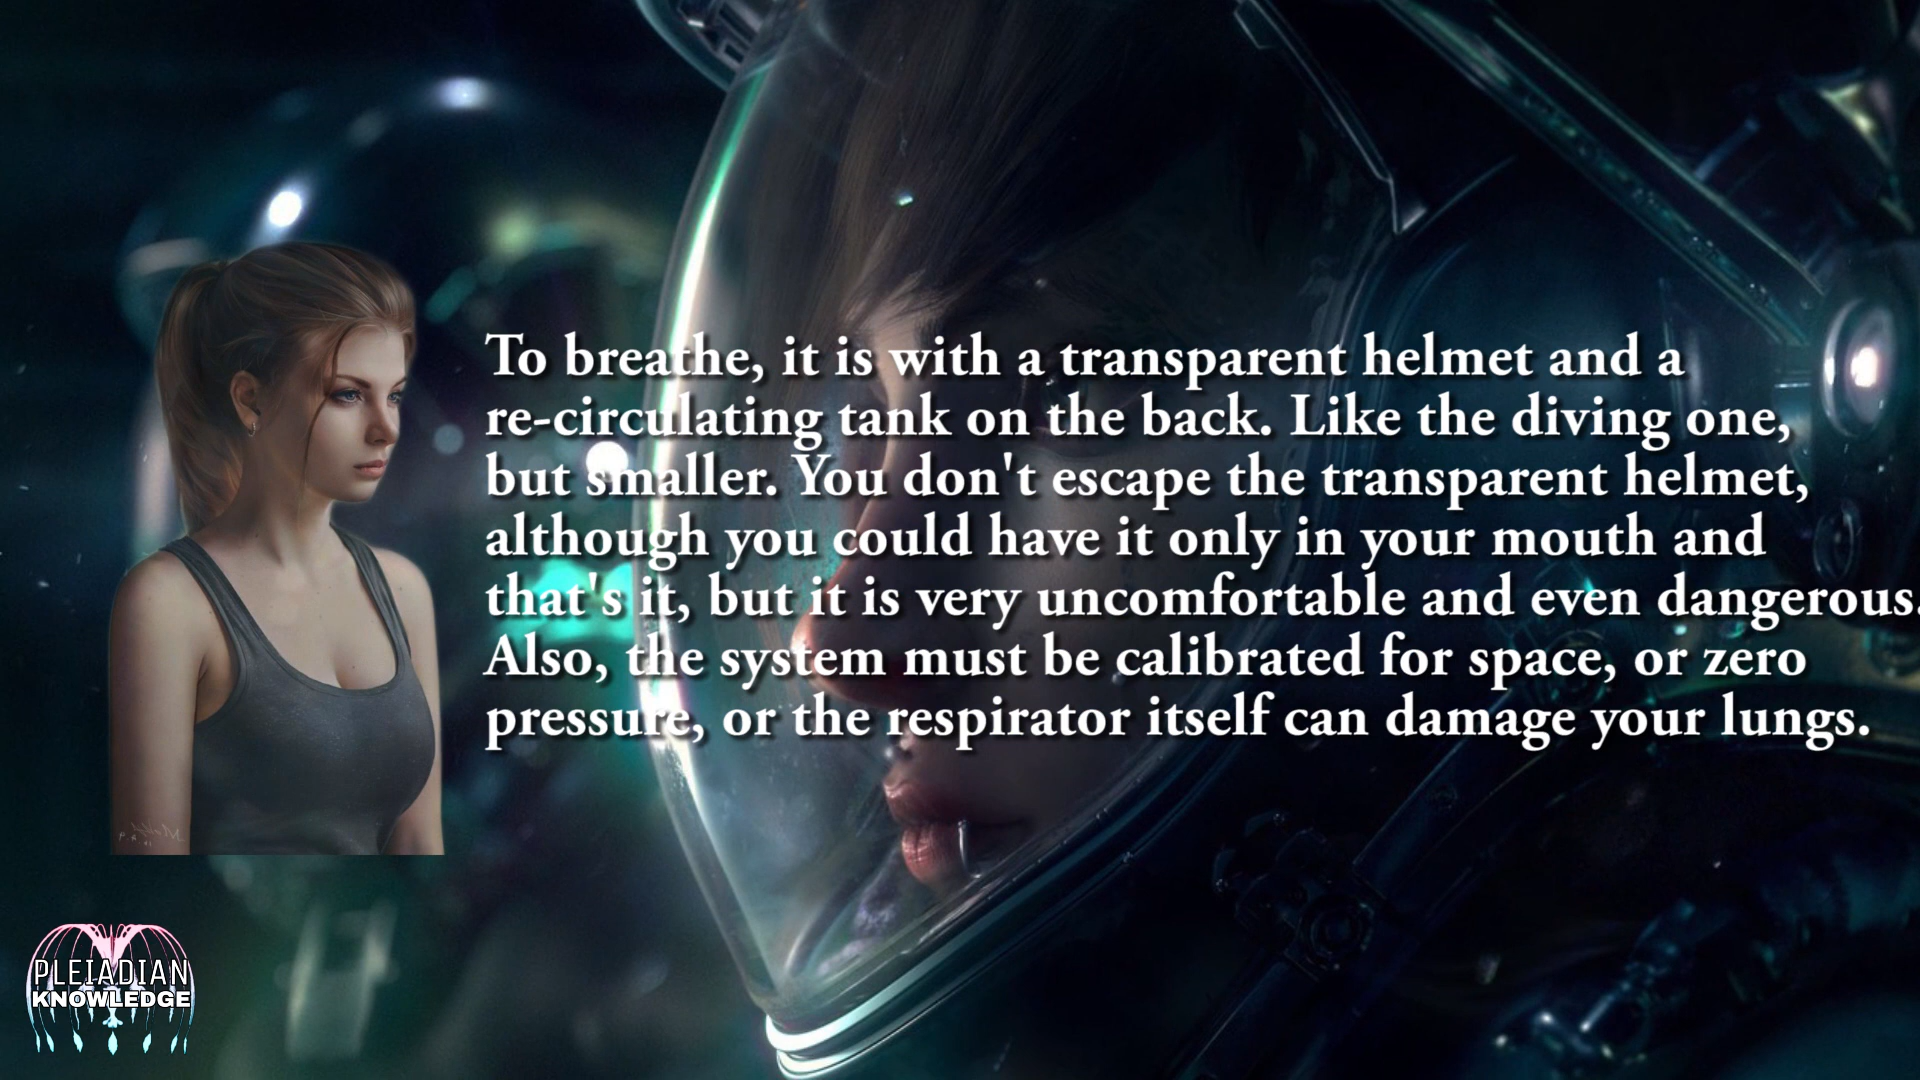 To breathe, it is with a transparent helmet and a
re-circulating tank on the back. Like the diving one,
but smaller. You don't escape the transparent helmet,
although you could have it only in your mouth and
that's it, but it is very uncomfortable and even dangerous.
Also, the system must be calibrated for space, or zero
pressure, or the respirator itself can damage your lungs.
PLEIADIAN
KNOWLEDGE